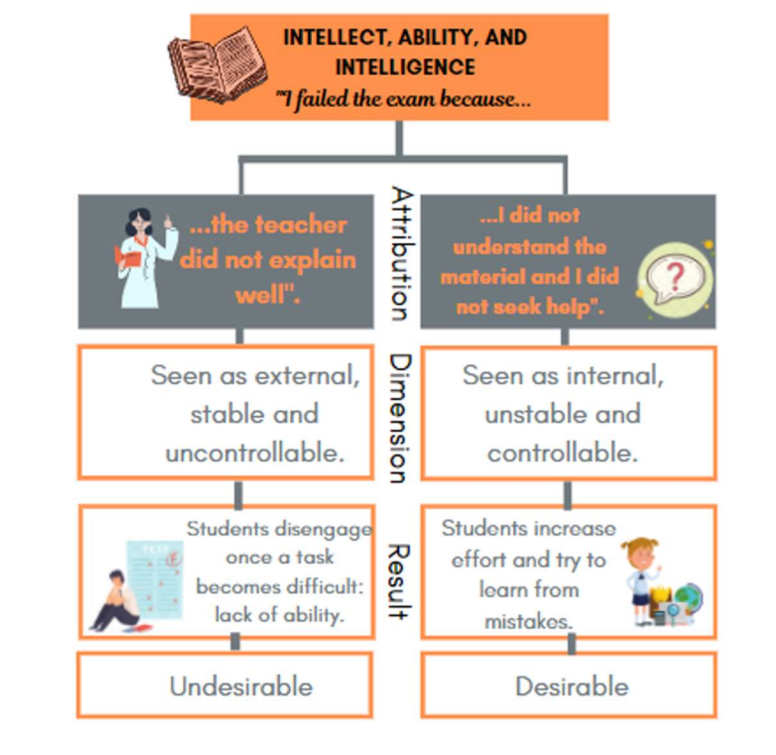 INTELLECT, ABILITY, AND
INTELLIGENCE
"I failed the exam because...
...the teacher
did not explain
well".
Attribution
...I did not
understand the
material and I did
not seek help".
?
Seen as external,
stable and
uncontrollable.
Dimension
Seen as internal,
unstable and
controllable.
TEST
F
Students disengage
once a task
becomes difficult:
lack of ability.
Result
Students increase
effort and try to
learn from
mistakes.
Undesirable
Desirable